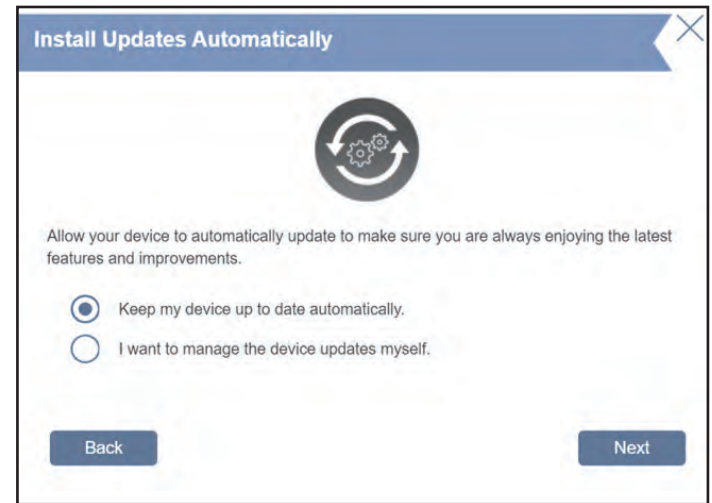 Install Updates Automatically
Allow your device to automatically update to make sure you are always enjoying the latest
features and improvements.
Keep my device up to date automatically.
I want to manage the device updates myself.
Back
Next